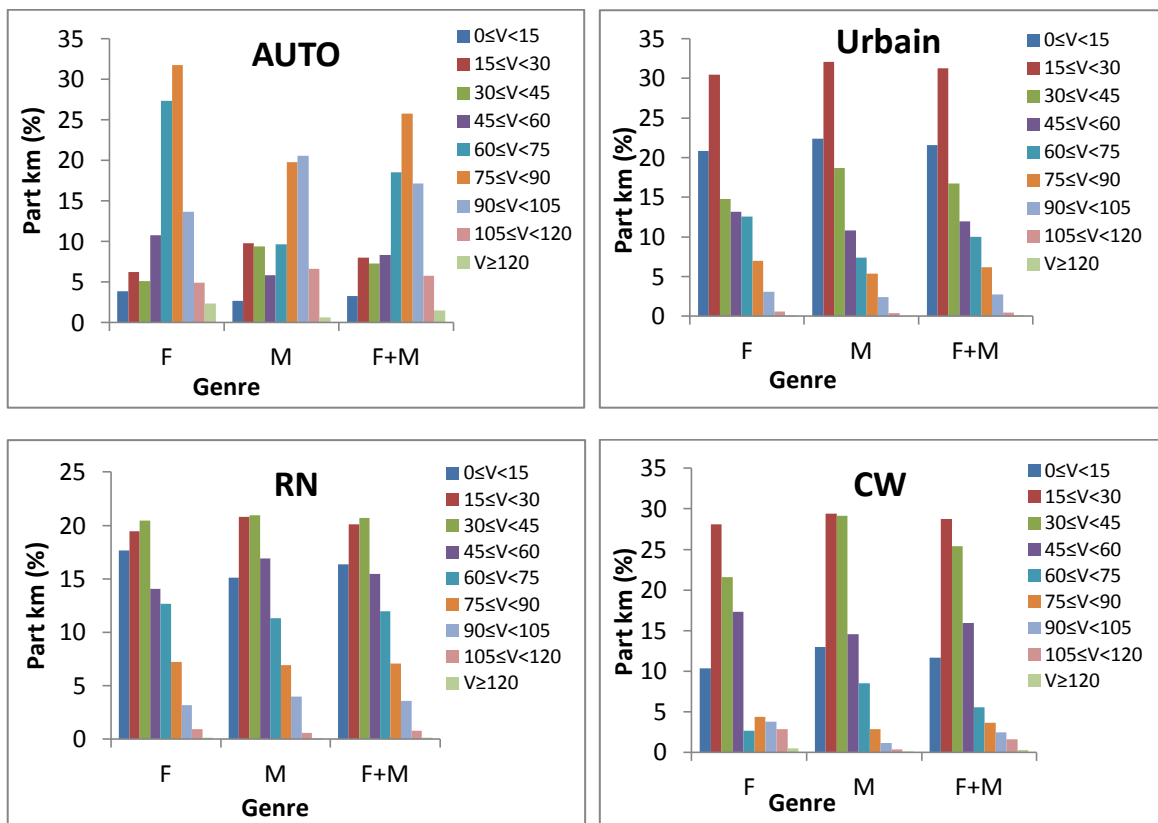 AUTO
Part km (%)
35
30
25
20
15
10
5
0
F M F+M
Genre
0≤V<15
15≤V<30
30≤V<45
45≤V<60
60≤V<75
75≤V<90
90≤V<105
105≤V<120
V≥120
Urbain
Part km (%)
35
30
25
20
15
10
5
0
F M F+M
Genre
0≤V<15
15≤V<30
30≤V<45
45≤V<60
60≤V<75
75≤V<90
90≤V<105
105≤V<120
V≥120
RN
Part km (%)
25
20
15
10
5
0
F M F+M
Genre
0≤V<15
15≤V<30
30≤V<45
45≤V<60
60≤V<75
75≤V<90
90≤V<105
105≤V<120
V≥120
CW
Part km (%)
35
30
25
20
15
10
5
0
F M F+M
Genre
0≤V<15
15≤V<30
30≤V<45
45≤V<60
60≤V<75
75≤V<90
90≤V<105
105≤V<120
V≥120